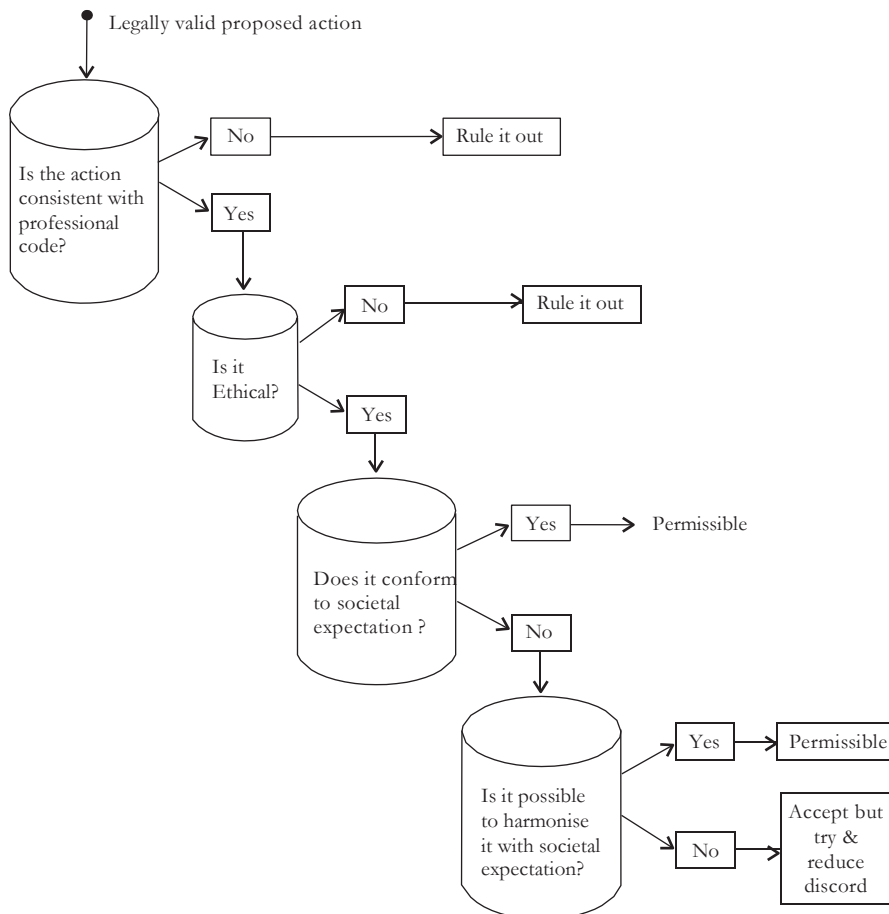 Legally valid proposed action
Is the action
consistent with
professional
code?
No
Rule it out
Yes
Is it
Ethical?
No
Rule it out
Yes
Does it conform
to societal
expectation ?
Yes
Permissible
No
Is it possible
to harmonise
it with societal
expectation?
Yes
Permissible
No
Accept but
try &
reduce
discord